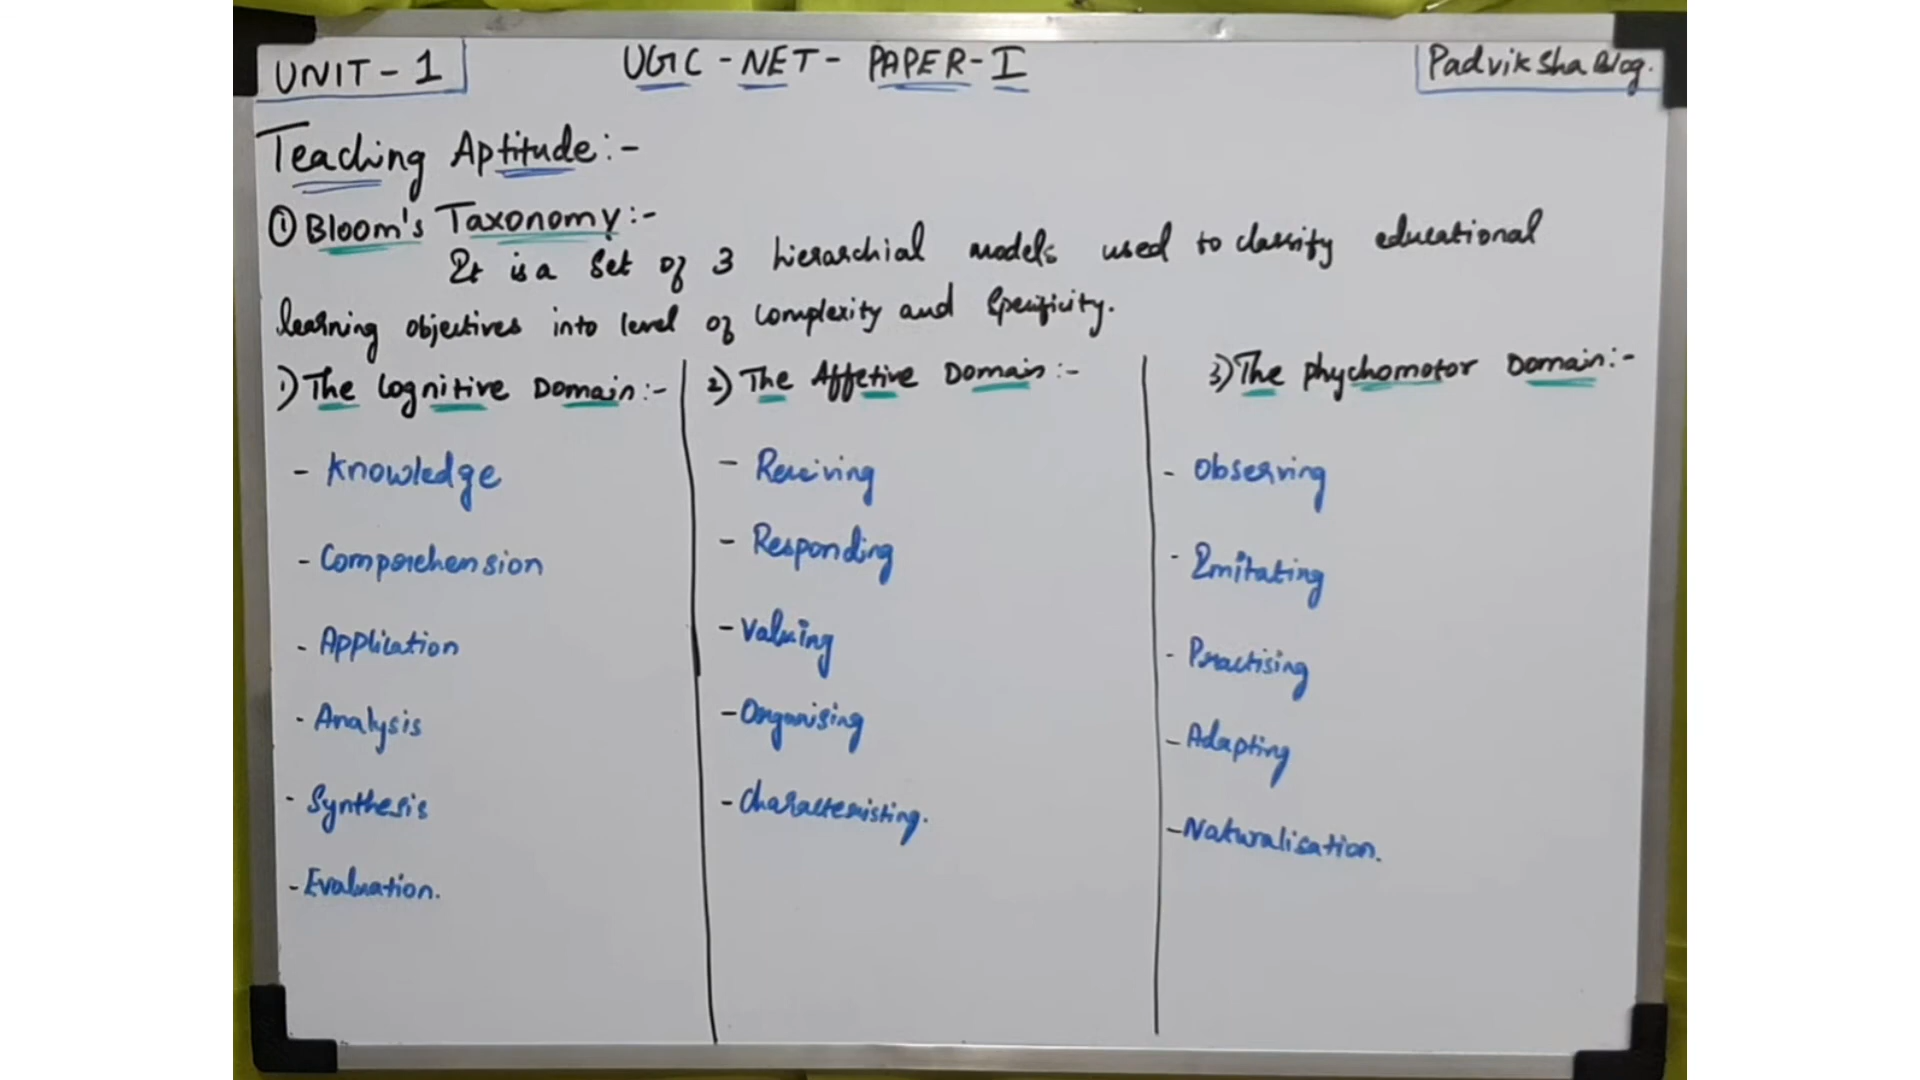 UNIT - 1
UGC - NET - PAPER - I
Padviksha Blog.
Teaching Aptitude:-
① Bloom's Taxonomy:-
It is a set of 3 hierarchial models used to classify educational
learning objectives into level of complexity and specificity.
1) The Cognitive Domain:-
- Knowledge
- Comprehension
- Application
- Analysis
- Synthesis
- Evaluation.
2) The Affetive Domain:-
- Receiving
- Responding
- Valuing
- Organising
- Characteristing.
3) The phychomotor Domain:-
- Observing
- Imitating
- Practising
- Adapting
- Naturalisation.